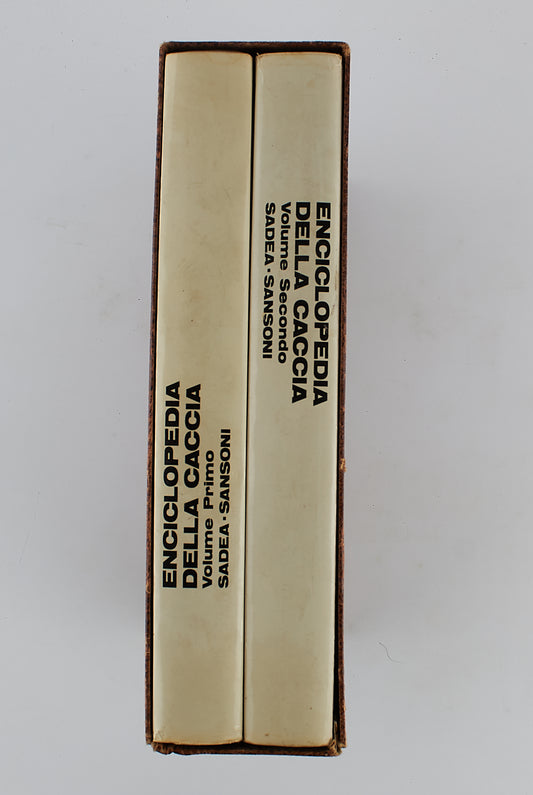 ENCICLOPEDIA
DELLA CACCIA
Volume Primo
SADEA·SANSONI
ENCICLOPEDIA
DELLA CACCIA
Volume Secondo
SADEA·SANSONI